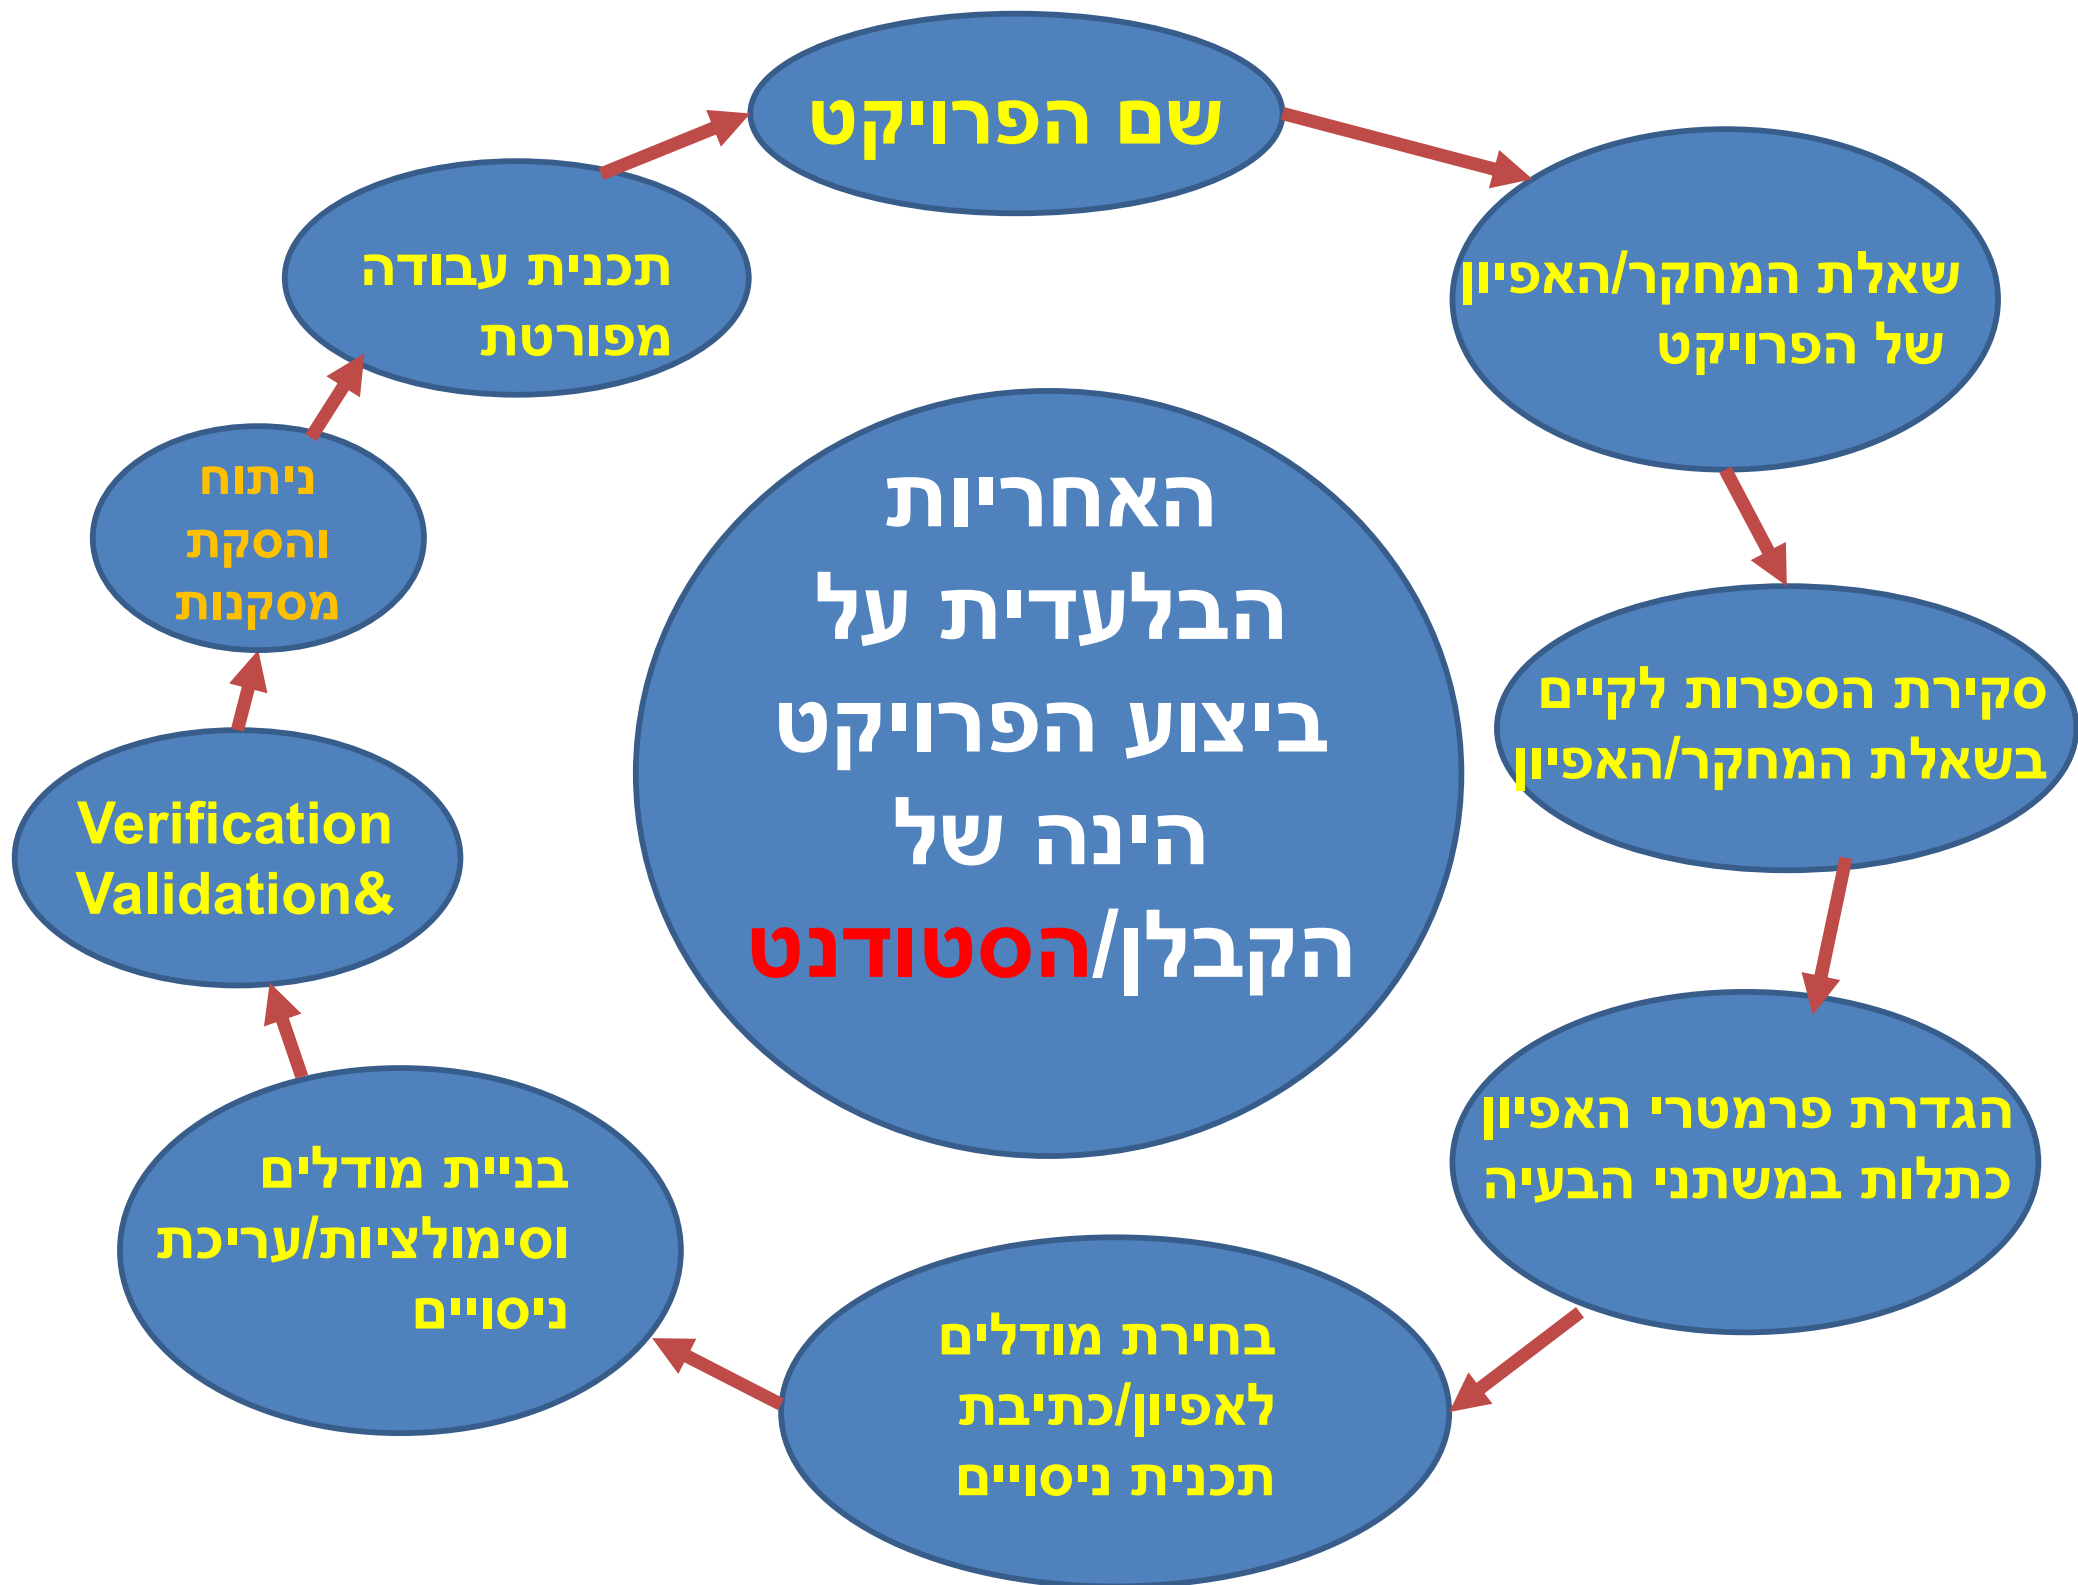 שם הפרויקט
שאלת המחקר/האפיון
של הפרויקט
סקירת הספרות לקיים
בשאלת המחקר/האפיון
הגדרת פרמטרי האפיון
כתלות במשתני הבעיה
בחירת מודלים
לאפיון/כתיבת
תכנית ניסויים
בניית מודלים
וסימולציות/עריכת
ניסויים
Verification
Validation&
ניתוח
והסקת
מסקנות
תכנית עבודה
מפורטת
האחריות
הבלעדית על
ביצוע הפרויקט
הינה של
הקבלן/הסטודנט